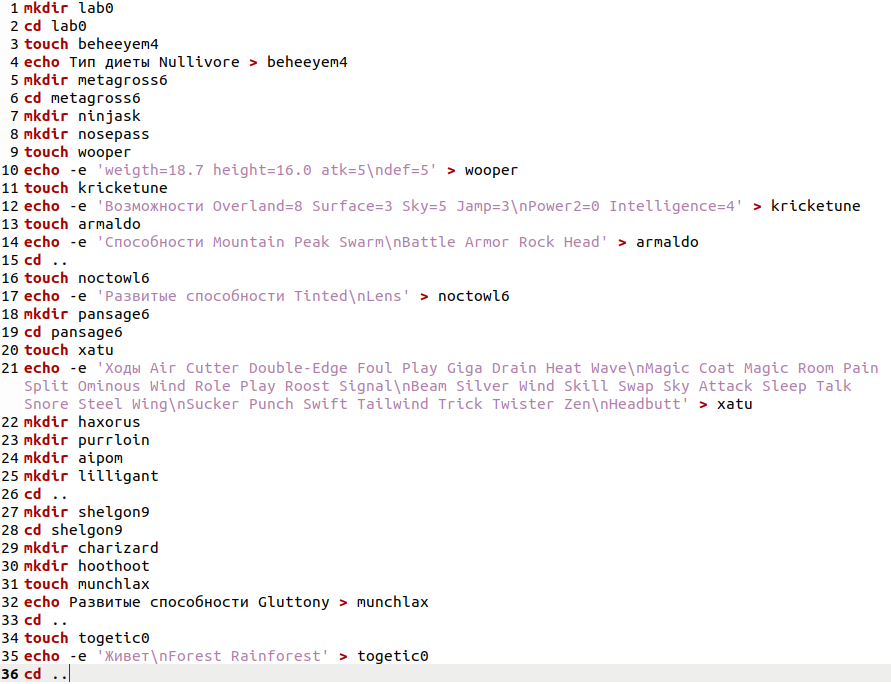 1 mkdir lab0
2 cd lab0
3 touch beheeyem4
4 echo Тип диеты Nullivore > beheeyem4
5 mkdir metagross6
6 cd metagross6
7 mkdir ninjask
8 mkdir nosepass
9 touch wooper
10 echo -e 'weigth=18.7 height=16.0 atk=5\ndef=5' > wooper
11 touch kricketune
12 echo -e 'Возможности Overland=8 Surface=3 Sky=5 Jamp=3\nPower2=0 Intelligence=4' > kricketune
13 touch armaldo
14 echo -e 'Способности Mountain Peak Swarm\nBattle Armor Rock Head' > armaldo
15 cd ..
16 touch noctowl6
17 echo -e 'Развитые способности Tinted\nLens' > noctowl6
18 mkdir pansage6
19 cd pansage6
20 touch xatu
21 echo -e 'Ходы Air Cutter Double-Edge Foul Play Giga Drain Heat Wave\nMagic Coat Magic Room Pain
Split Ominous Wind Role Play Roost Signal\nBeam Silver Wind Skill Swap Sky Attack Sleep Talk
Snore Steel Wing\nSucker Punch Swift Tailwind Trick Twister Zen\nHeadbutt' > xatu
22 mkdir haxorus
23 mkdir purrloin
24 mkdir aipom
25 mkdir lilligant
26 cd ..
27 mkdir shelgon9
28 cd shelgon9
29 mkdir charizard
30 mkdir hoothoot
31 touch munchlax
32 echo Развитые способности Gluttony > munchlax
33 cd ..
34 touch togetic0
35 echo -e 'Живет\nForest Rainforest' > togetic0
36 cd ..